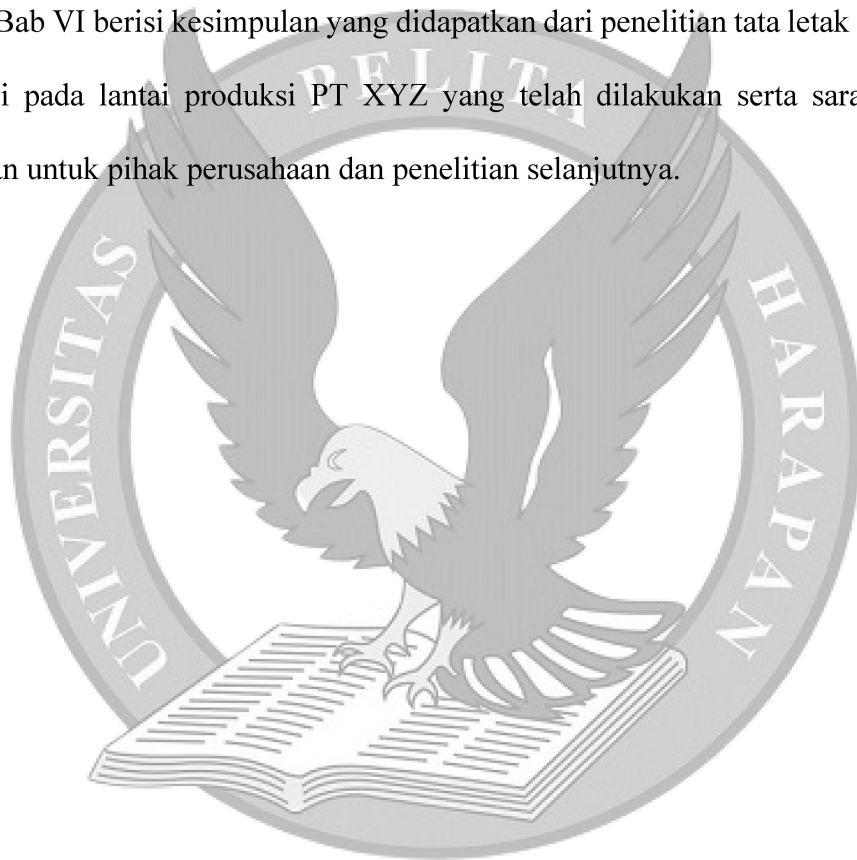 Bab VI berisi kesimpulan yang didapatkan dari penelitian tata letak
pada lantai produksi PT XYZ yang telah dilakukan serta
untuk pihak perusahaan dan penelitian selanjutnya.
UNIVERSITAS PELITA HARAPAN